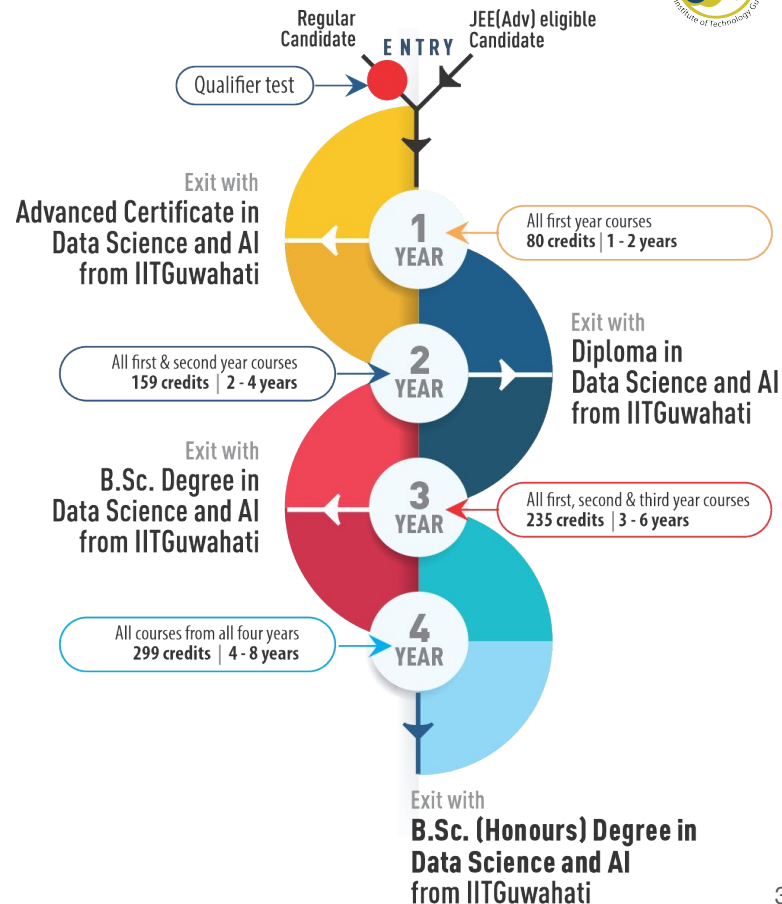 Institute of Technology Gu
Regular
Candidate
JEE(Adv) eligible
Candidate
ENTRY
Qualifier test
Exit with
Advanced Certificate in
Data Science and AI
from IITGuwahati
1
YEAR
All first year courses
80 credits | 1 - 2 years
All first & second year courses
159 credits | 2 - 4 years
2
YEAR
Exit with
Diploma in
Data Science and AI
from IITGuwahati
Exit with
B.Sc. Degree in
Data Science and AI
from IITGuwahati
3
YEAR
All first, second & third year courses
235 credits | 3 - 6 years
All courses from all four years
299 credits | 4 - 8 years
4
YEAR
Exit with
B.Sc. (Honours) Degree in
Data Science and AI
from IITGuwahati
3